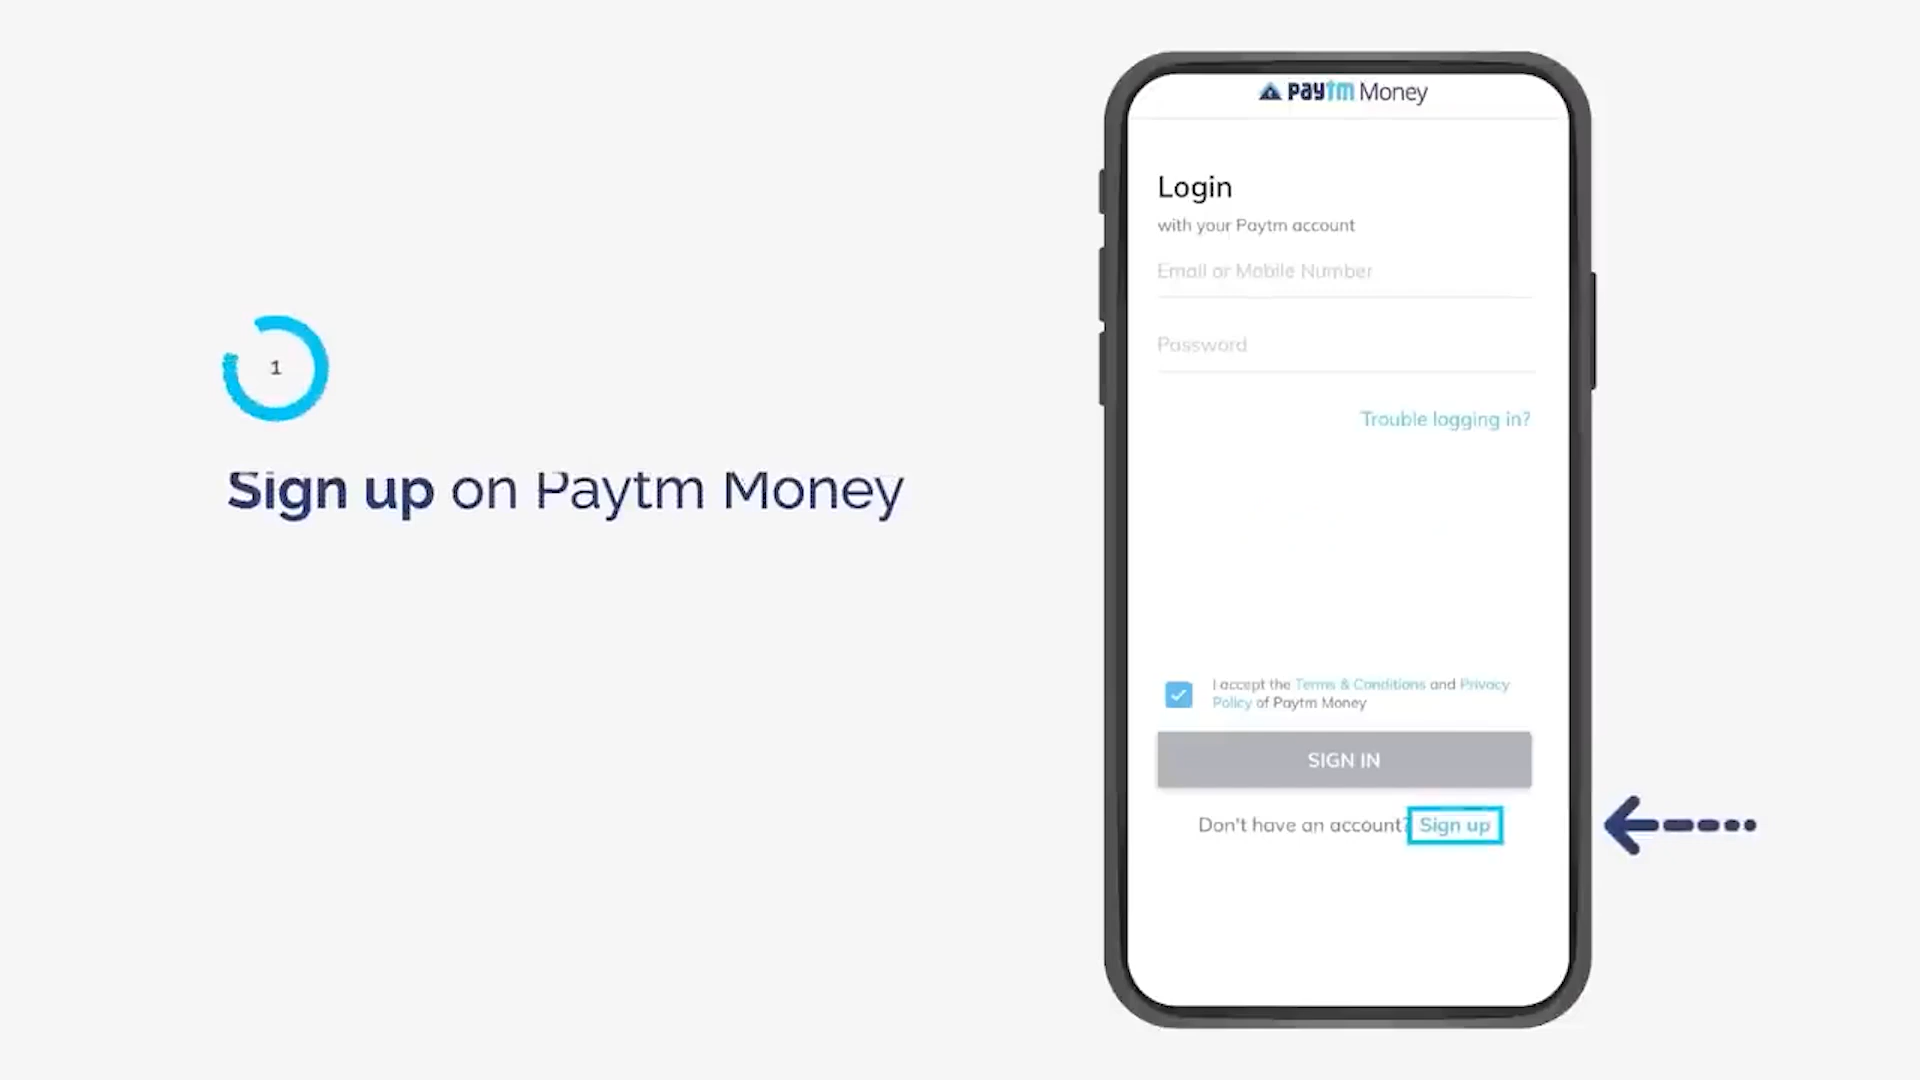 1
Sign up on Paytm Money
paytm Money
Login
with your Paytm account
Email or Mobile Number
Password
Trouble logging in?
I accept the Terms & Conditions and Privacy
Policy of Paytm Money
SIGN IN
Don't have an account? Sign up